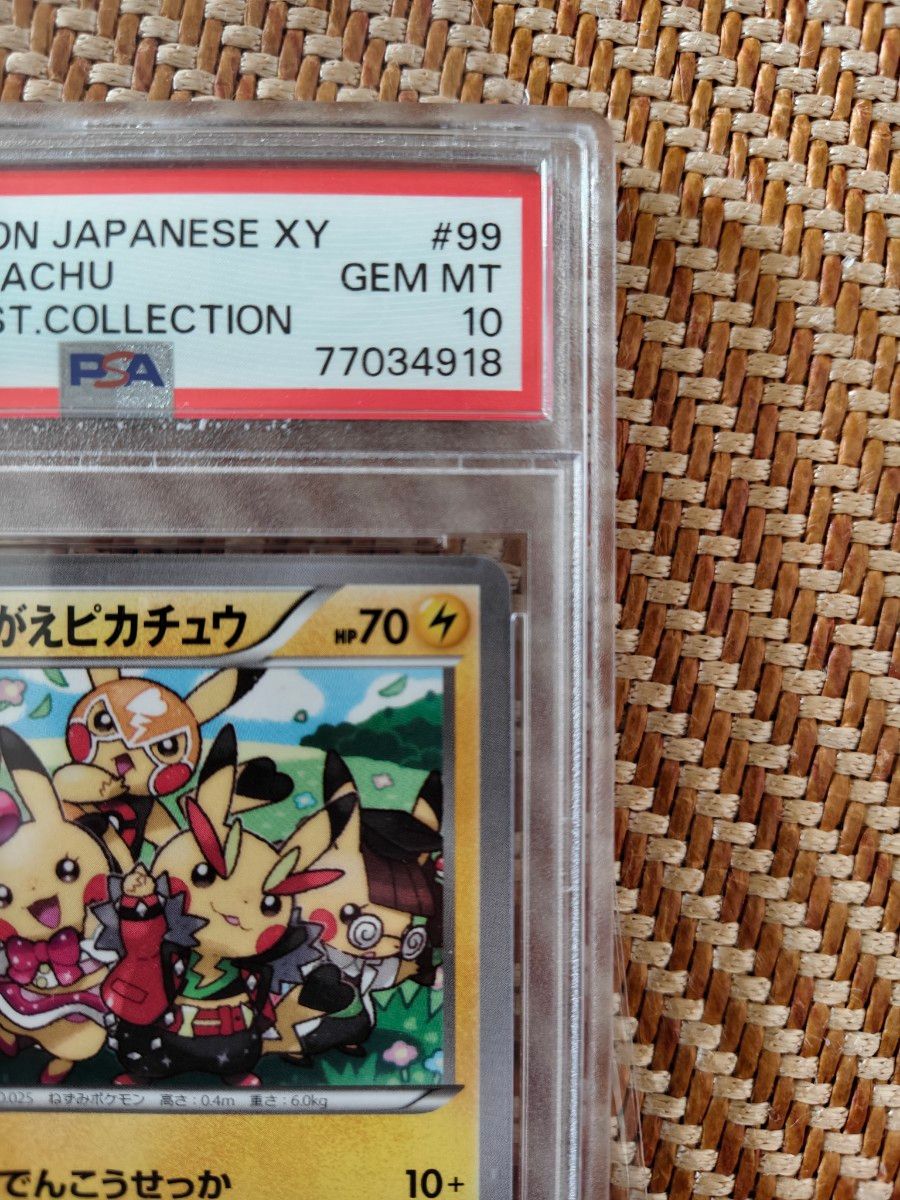 ON JAPANESE XY #99
ACHU GEM MT
ST.COLLECTION 10
PSA 77034918
がえピカチュウ HP70
.025 ねずみポケモン 高さ:0.4m 重さ:6.0kg
でんこうせっか 10+